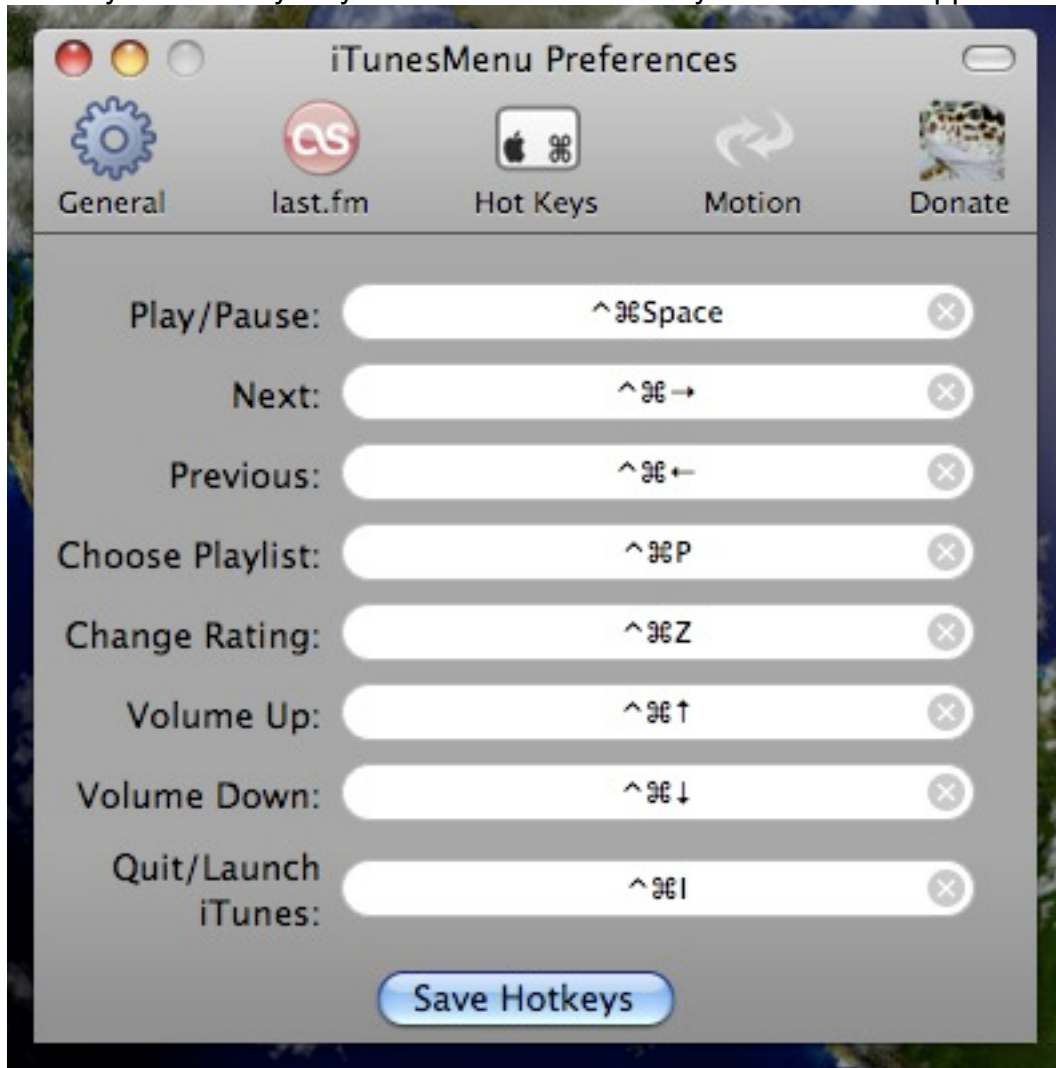 iTunesMenu Preferences
General last.fm Hot Keys Motion Donate
Play/Pause: ^⌘Space
Next: ^⌘→
Previous: ^⌘←
Choose Playlist: ^⌘P
Change Rating: ^⌘Z
Volume Up: ^⌘↑
Volume Down: ^⌘↓
Quit/Launch
iTunes: ^⌘I
Save Hotkeys